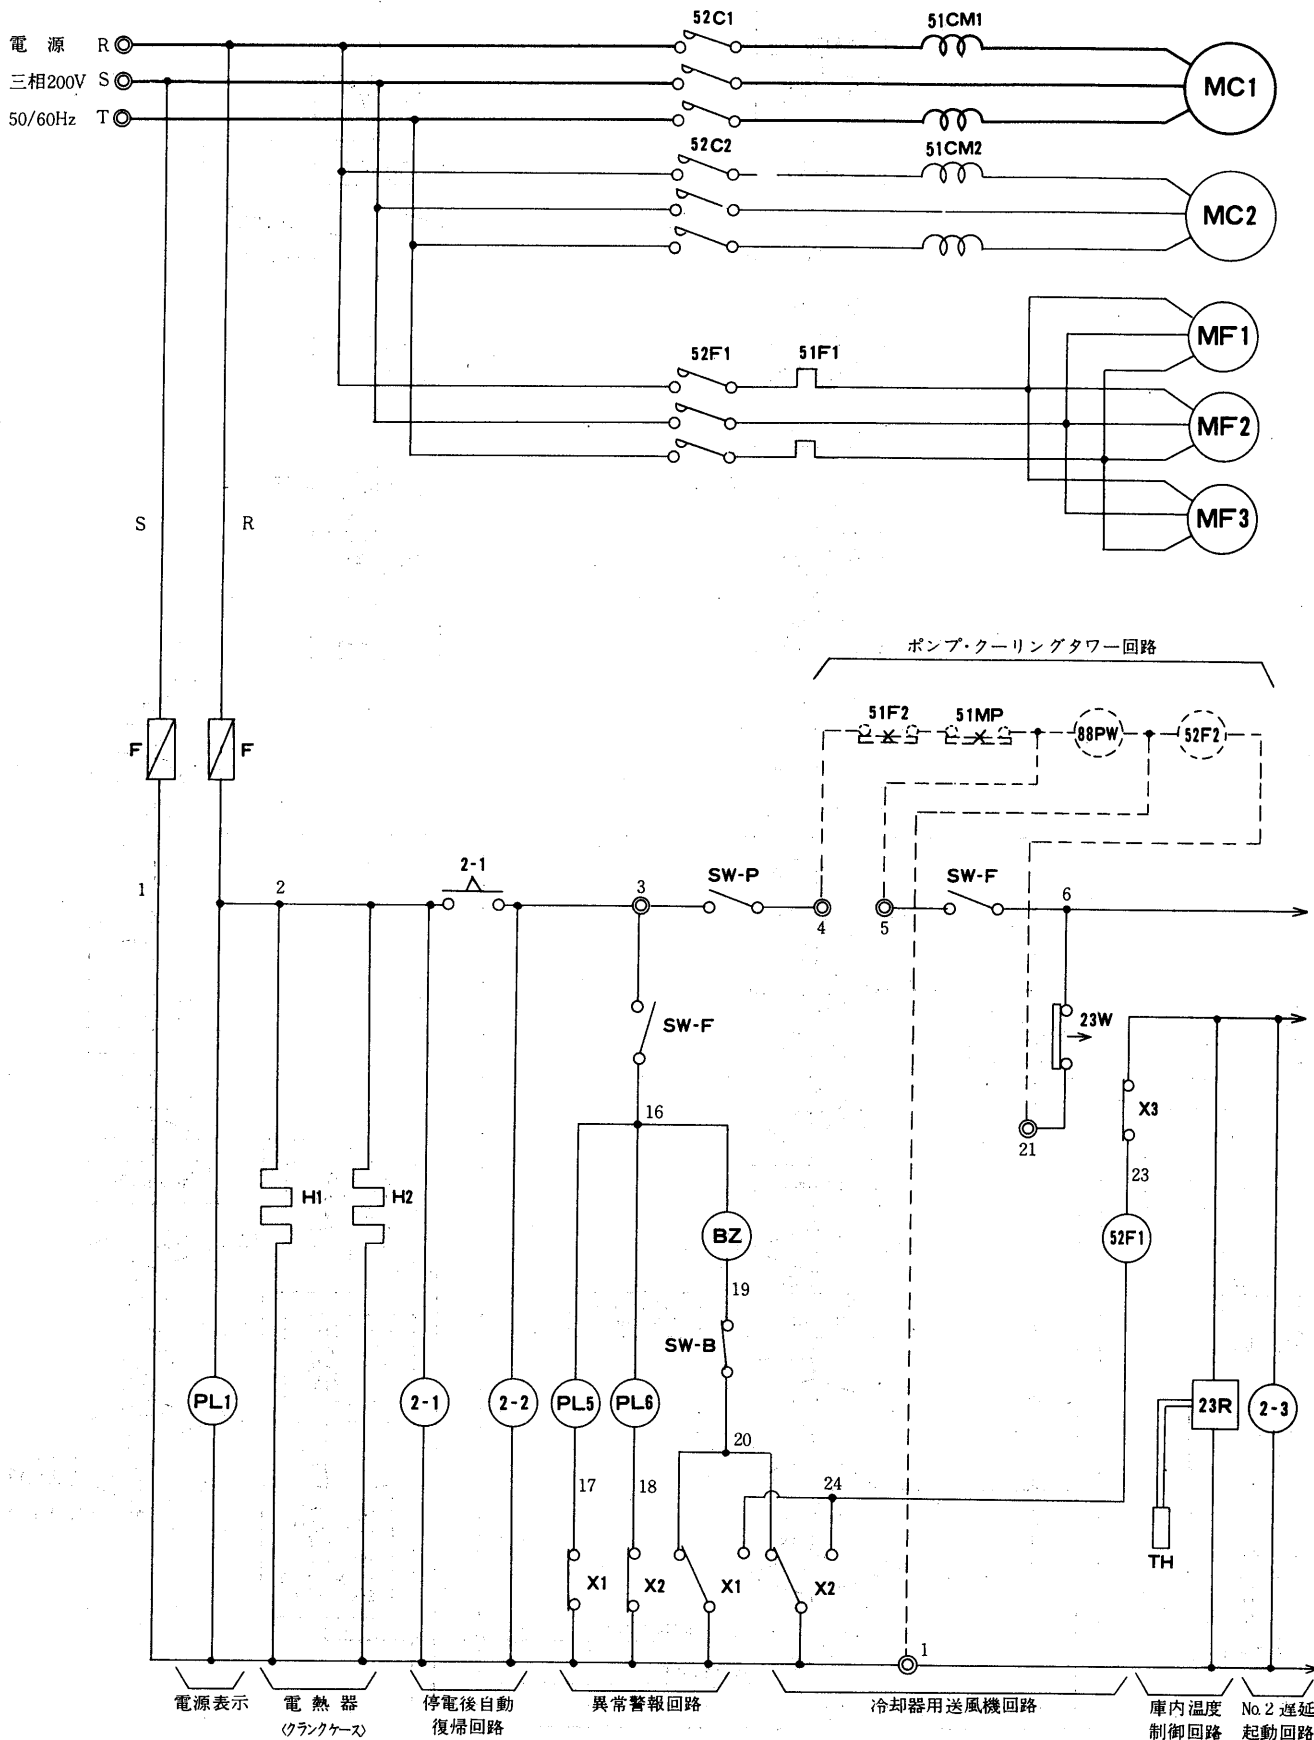 電源 R
三相200V S
50/60Hz T
52C1
51CM1
MC1
52C2
51CM2
MC2
52F1
51F1
MF1
MF2
MF3
S
R
ポンプ・クーリングタワー回路
F
F
51F2
51MP
88PW
52F2
1
2
2-1
3
SW-P
4
5
SW-F
6
SW-F
23W
X3
16
21
23
H1
H2
BZ
52F1
19
SW-B
PL1
2-1
2-2
PL5
PL6
23R
2-3
20
17
18
24
TH
X1
X2
X1
X2
1
電源表示
電熱器
〈クランクケース〉
停電後自動
復帰回路
異常警報回路
冷却器用送風機回路
庫内温度
制御回路
No.2 遅延
起動回路